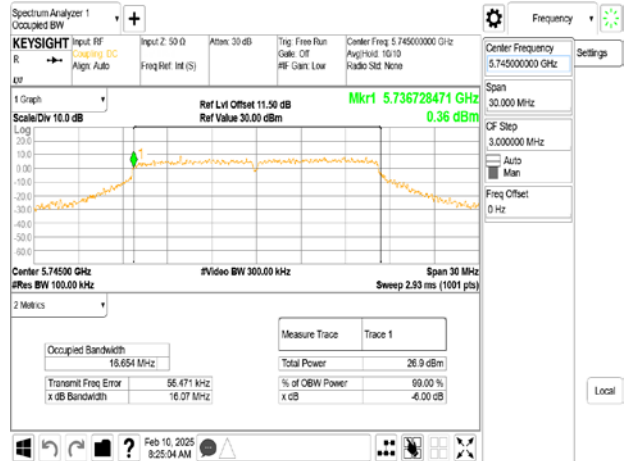 Spectrum Analyzer 1
Occupied BW
Frequency
KEYSIGHT
R
Input: RF
Coupling: DC
Align: Auto
Input Z: 50 Ω
Freq Ref: Int (S)
Atten: 30 dB
Trig: Free Run
Gate: Off
#IF Gain: Low
Center Freq: 5.745000000 GHz
Avg|Hold: 10/10
Radio Std: None
Center Frequency
5.745000000 GHz
Settings
Span
30.000 MHz
CF Step
3.000000 MHz
Auto
Man
Freq Offset
0 Hz
Local
1 Graph
Scale/Div 10.0 dB
Ref Lvl Offset 11.50 dB
Ref Value 30.00 dBm
Mkr1 5.736728471 GHz
0.36 dBm
Log
20.0
10.0
0.00
-10.0
-20.0
-30.0
-40.0
-50.0
-60.0
1
Center 5.74500 GHz
#Res BW 100.00 kHz
#Video BW 300.00 kHz
Span 30 MHz
Sweep 2.93 ms (1001 pts)
2 Metrics
Measure Trace Trace 1
Occupied Bandwidth
16.654 MHz
Total Power 26.9 dBm
Transmit Freq Error 55.471 kHz
% of OBW Power 99.00 %
x dB Bandwidth 16.07 MHz
x dB -6.00 dB
?
Feb 10, 2025
8:25:04 AM